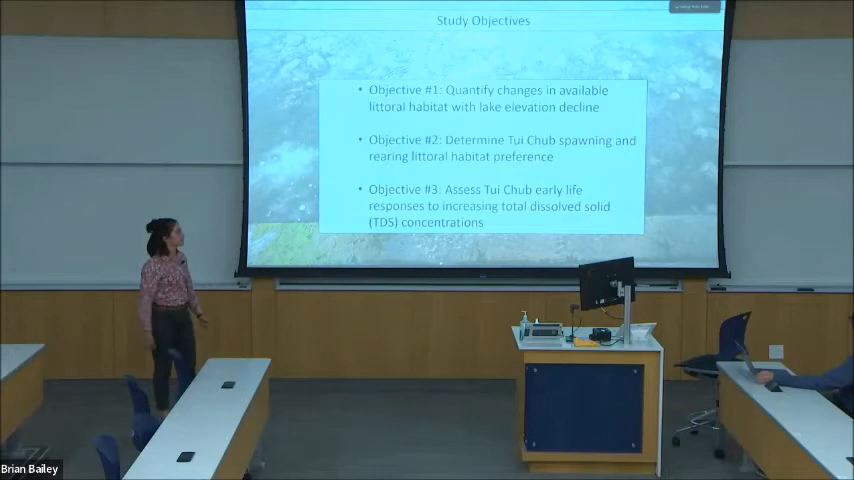 Study Objectives
• Objective #1: Quantify changes in available
littoral habitat with lake elevation decline
• Objective #2: Determine Tui Chub spawning and
rearing littoral habitat preference
• Objective #3: Assess Tui Chub early life
responses to increasing total dissolved solid
(TDS) concentrations
Brian Bailey